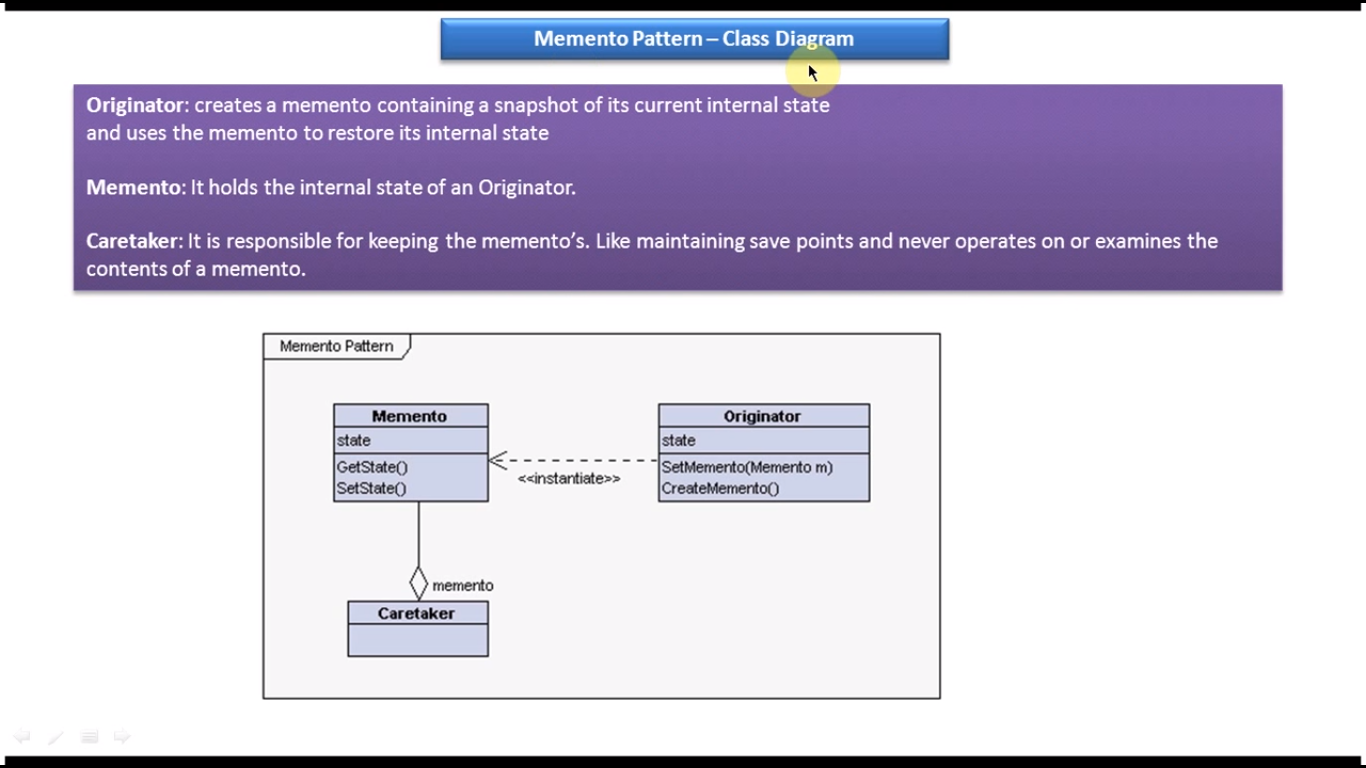 Memento Pattern – Class Diagram
Originator: creates a memento containing a snapshot of its current internal state
and uses the memento to restore its internal state
Memento: It holds the internal state of an Originator.
Caretaker: It is responsible for keeping the memento’s. Like maintaining save points and never operates on or examines the
contents of a memento.
Memento Pattern
Memento
state
GetState()
SetState()
<<instantiate>>
Originator
state
SetMemento(Memento m)
CreateMemento()
memento
Caretaker